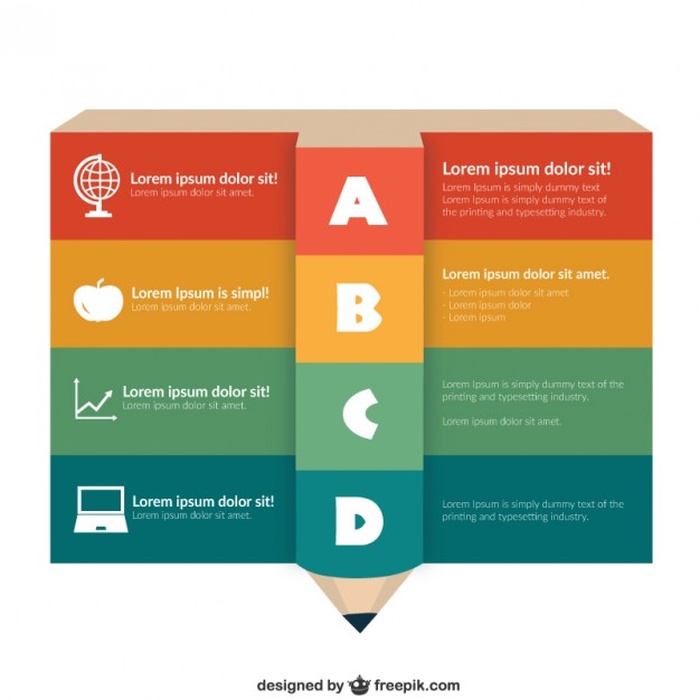 Lorem ipsum dolor sit!
Lorem ipsum dolor sit amet.
A
Lorem ipsum dolor sit!
Lorem Ipsum is simply dummy text
Lorem Ipsum dolor sit amet of
the printing and typesetting industry.
Lorem Ipsum is simpl!
Lorem ipsum dolor sit amet.
B
Lorem ipsum dolor sit amet.
- Lorem ipsum dolor sit amet
- Lorem ipsum dolor
- Lorem ipsum
Lorem ipsum dolor sit!
Lorem ipsum dolor sit amet.
C
Lorem Ipsum is simply dummy text of the
printing and typesetting industry.
Lorem ipsum dolor sit amet.
Lorem ipsum dolor sit!
Lorem ipsum dolor sit amet.
D
Lorem Ipsum is simply dummy text of the
printing and typesetting industry.
designed by freepik.com